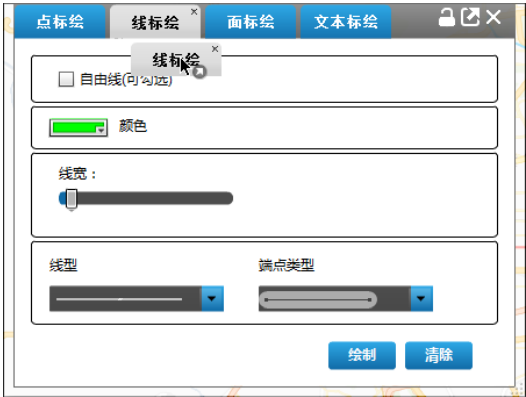 点标绘 线标绘 面标绘 文本标绘
线标绘
自由线(可勾选)
颜色
线宽：
线型 端点类型
绘制 清除